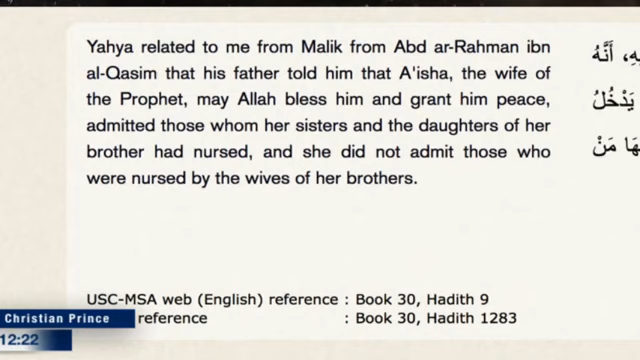 Yahya related to me from Malik from Abd ar-Rahman ibn
al-Qasim that his father told him that A'isha, the wife of
the Prophet, may Allah bless him and grant him peace,
admitted those whom her sisters and the daughters of her
brother had nursed, and she did not admit those who
were nursed by the wives of her brothers.
أَنَّهُ
يَدْخُلُ
مَنْ
USC-MSA web (English) reference : Book 30, Hadith 9
reference : Book 30, Hadith 1283
Christian Prince
12:22